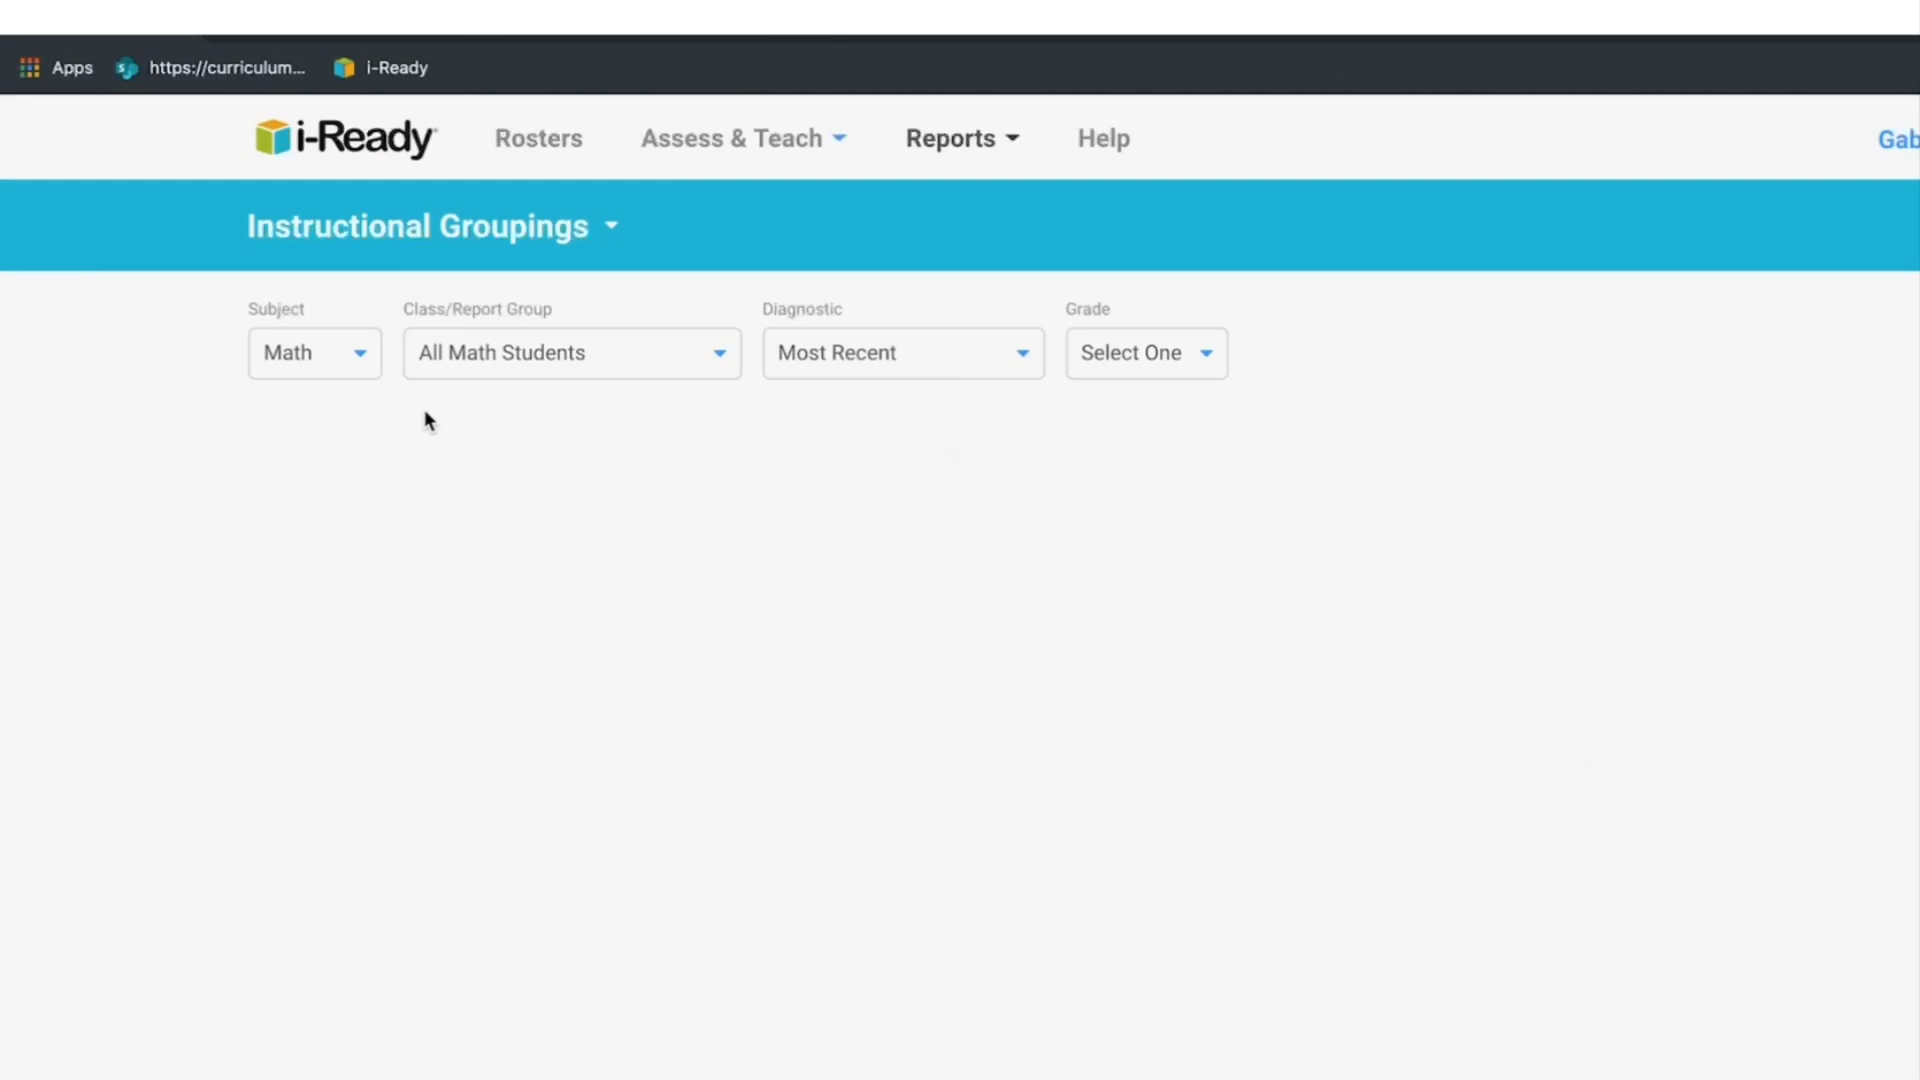 Apps https://curriculum... i-Ready
i-Ready Rosters Assess & Teach Reports Help Gab
Instructional Groupings
Subject Class/Report Group Diagnostic Grade
Math All Math Students Most Recent Select One